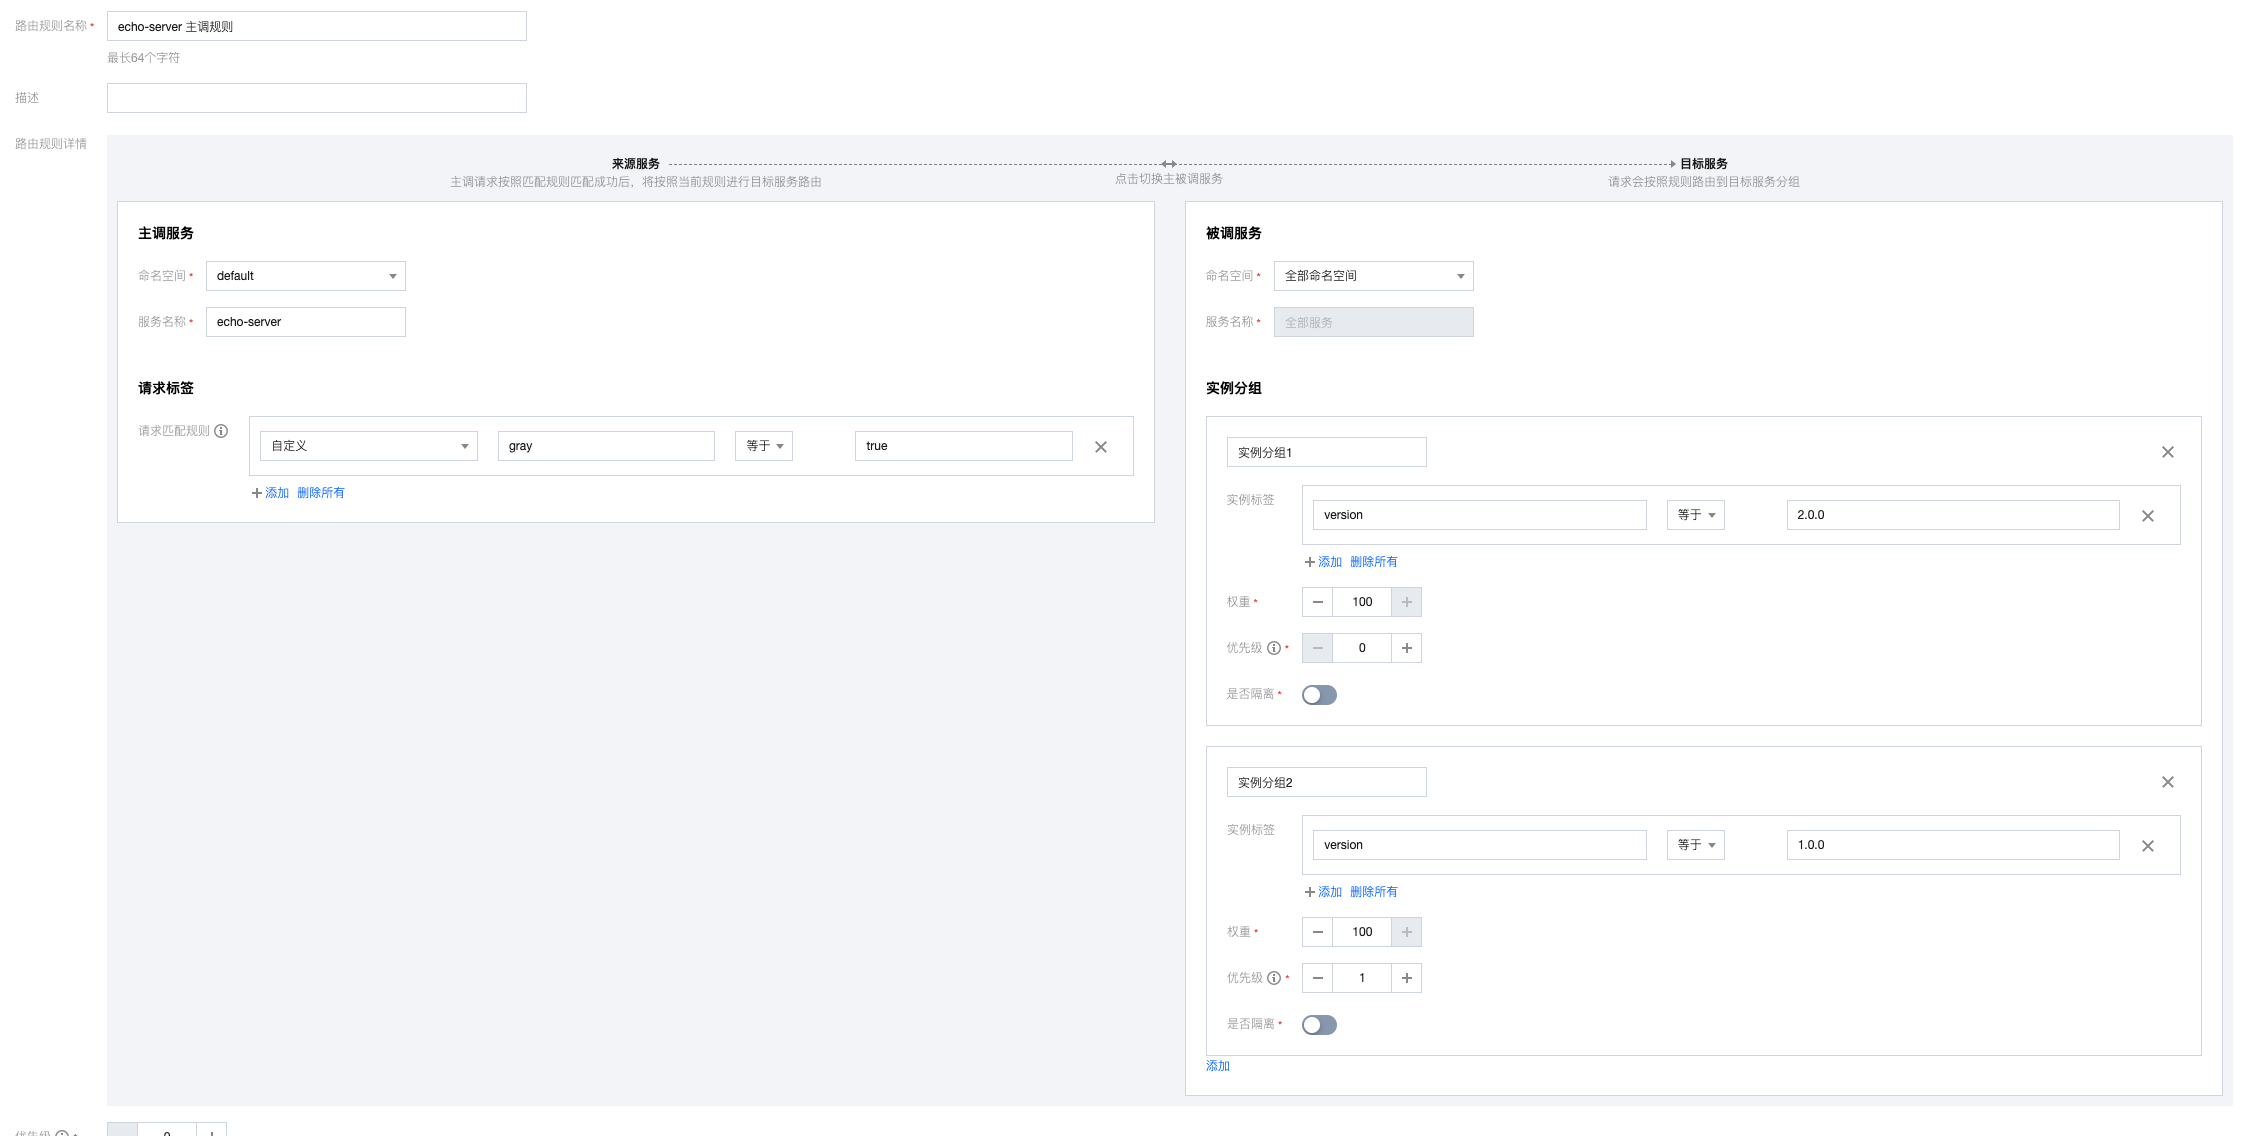 路由规则名称 * echo-server 主调规则
最长64个字符
描述
路由规则详情
来源服务
主调请求按照匹配规则匹配成功后，将按照当前规则进行目标服务路由
点击切换主被调服务
目标服务
请求会按照规则路由到目标服务分组
主调服务
命名空间 * default
服务名称 * echo-server
请求标签
请求匹配规则 自定义 gray 等于 true
添加 删除所有
被调服务
命名空间 * 全部命名空间
服务名称 * 全部服务
实例分组
实例分组1
实例标签 version 等于 2.0.0
添加 删除所有
权重 * 100
优先级 * 0
是否隔离 *
实例分组2
实例标签 version 等于 1.0.0
添加 删除所有
权重 * 100
优先级 * 1
是否隔离 *
添加
优先级 * 0